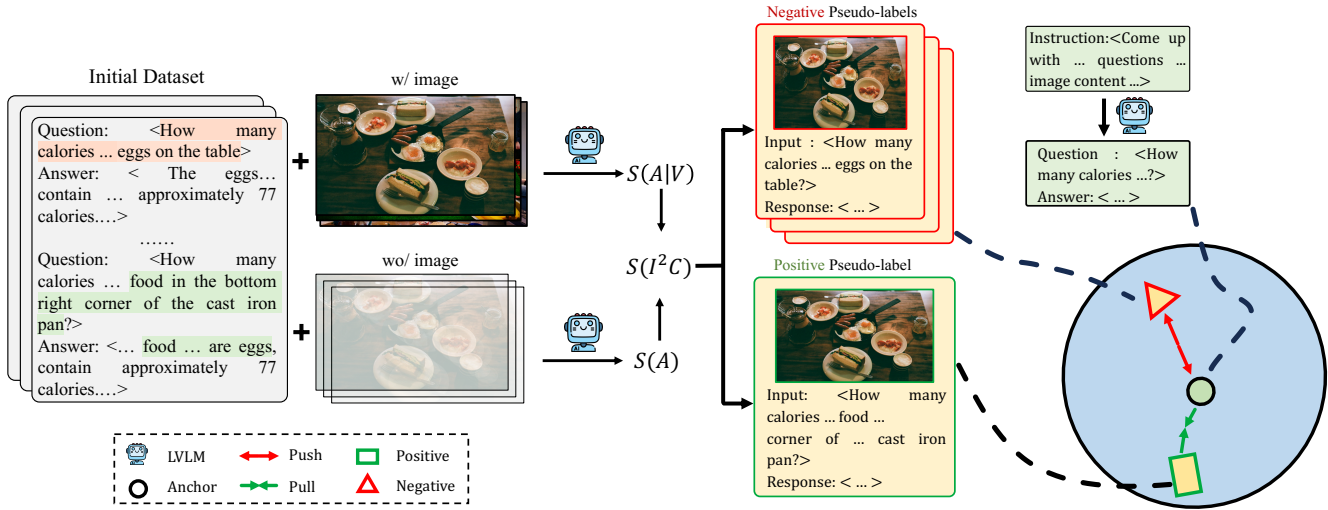 Initial Dataset
Question: <How many
calories ... eggs on the table>
Answer: < The eggs…
contain … approximately 77
calories.…>
……
Question: <How many
calories … food in the bottom
right corner of the cast iron
pan?>
Answer: <… food … are eggs,
contain approximately 77
calories.…>
w/ image
wo/ image
S(A|V)
S(I²C)
S(A)
Negative Pseudo-labels
Input : <How many
calories ... eggs on the
table?>
Response: < ... >
Positive Pseudo-label
Input: <How many
calories ... food ...
corner of ... cast iron
pan?>
Response: < ... >
Instruction:<Come up
with ... questions ...
image content ...>
Question : <How
many calories ...?>
Answer: < ... >
LVLM
Push
Positive
Anchor
Pull
Negative